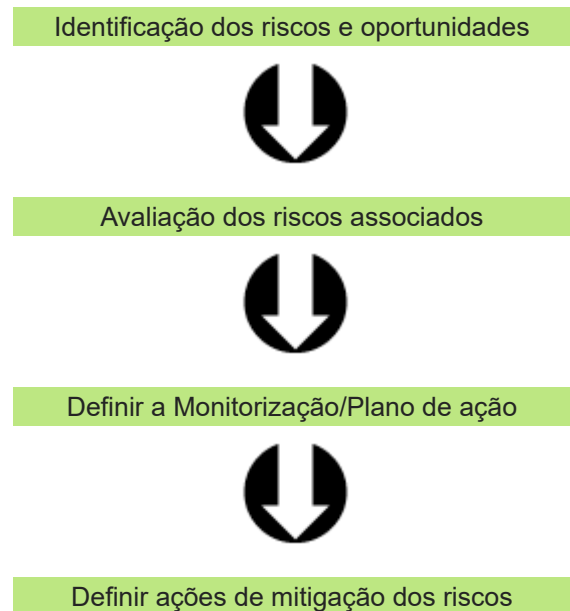 Identificação dos riscos e oportunidades
Avaliação dos riscos associados
Definir a Monitorização/Plano de ação
Definir ações de mitigação dos riscos